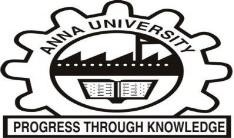 ANNA UNIVERSITY
PROGRESS THROUGH KNOWLEDGE